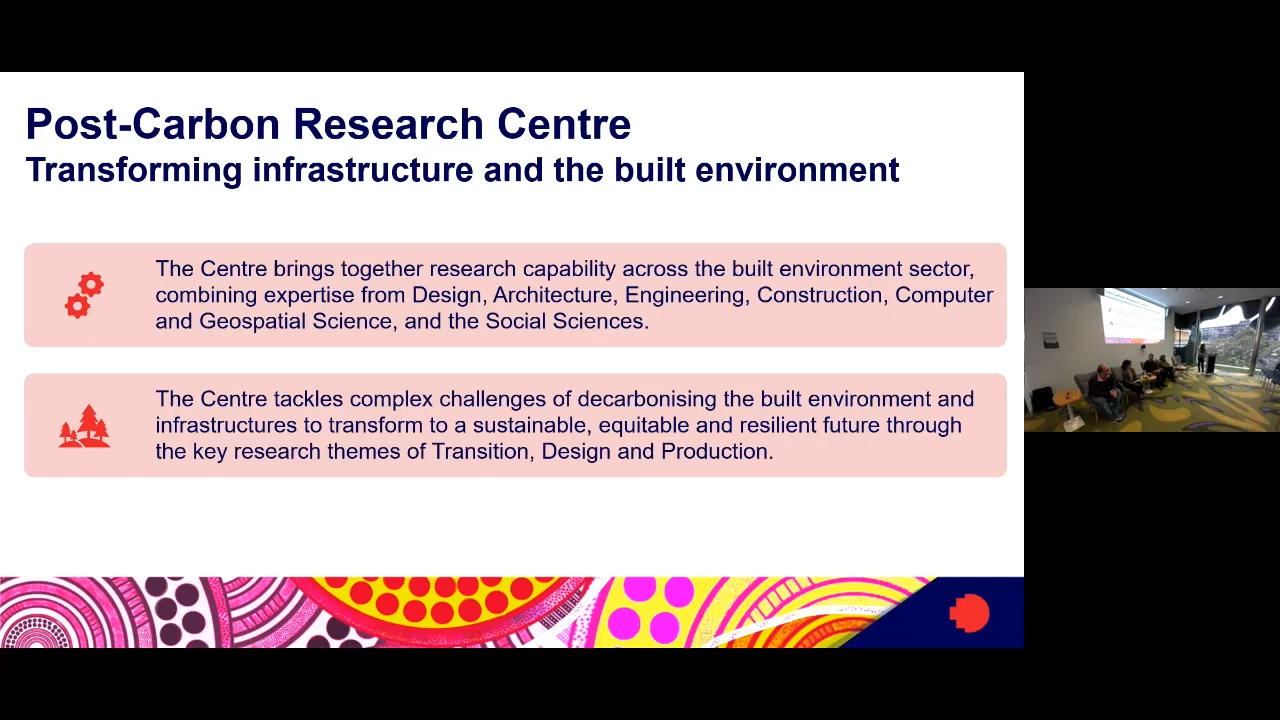 Post-Carbon Research Centre
Transforming infrastructure and the built environment
The Centre brings together research capability across the built environment sector,
combining expertise from Design, Architecture, Engineering, Construction, Computer
and Geospatial Science, and the Social Sciences.
The Centre tackles complex challenges of decarbonising the built environment and
infrastructures to transform to a sustainable, equitable and resilient future through
the key research themes of Transition, Design and Production.